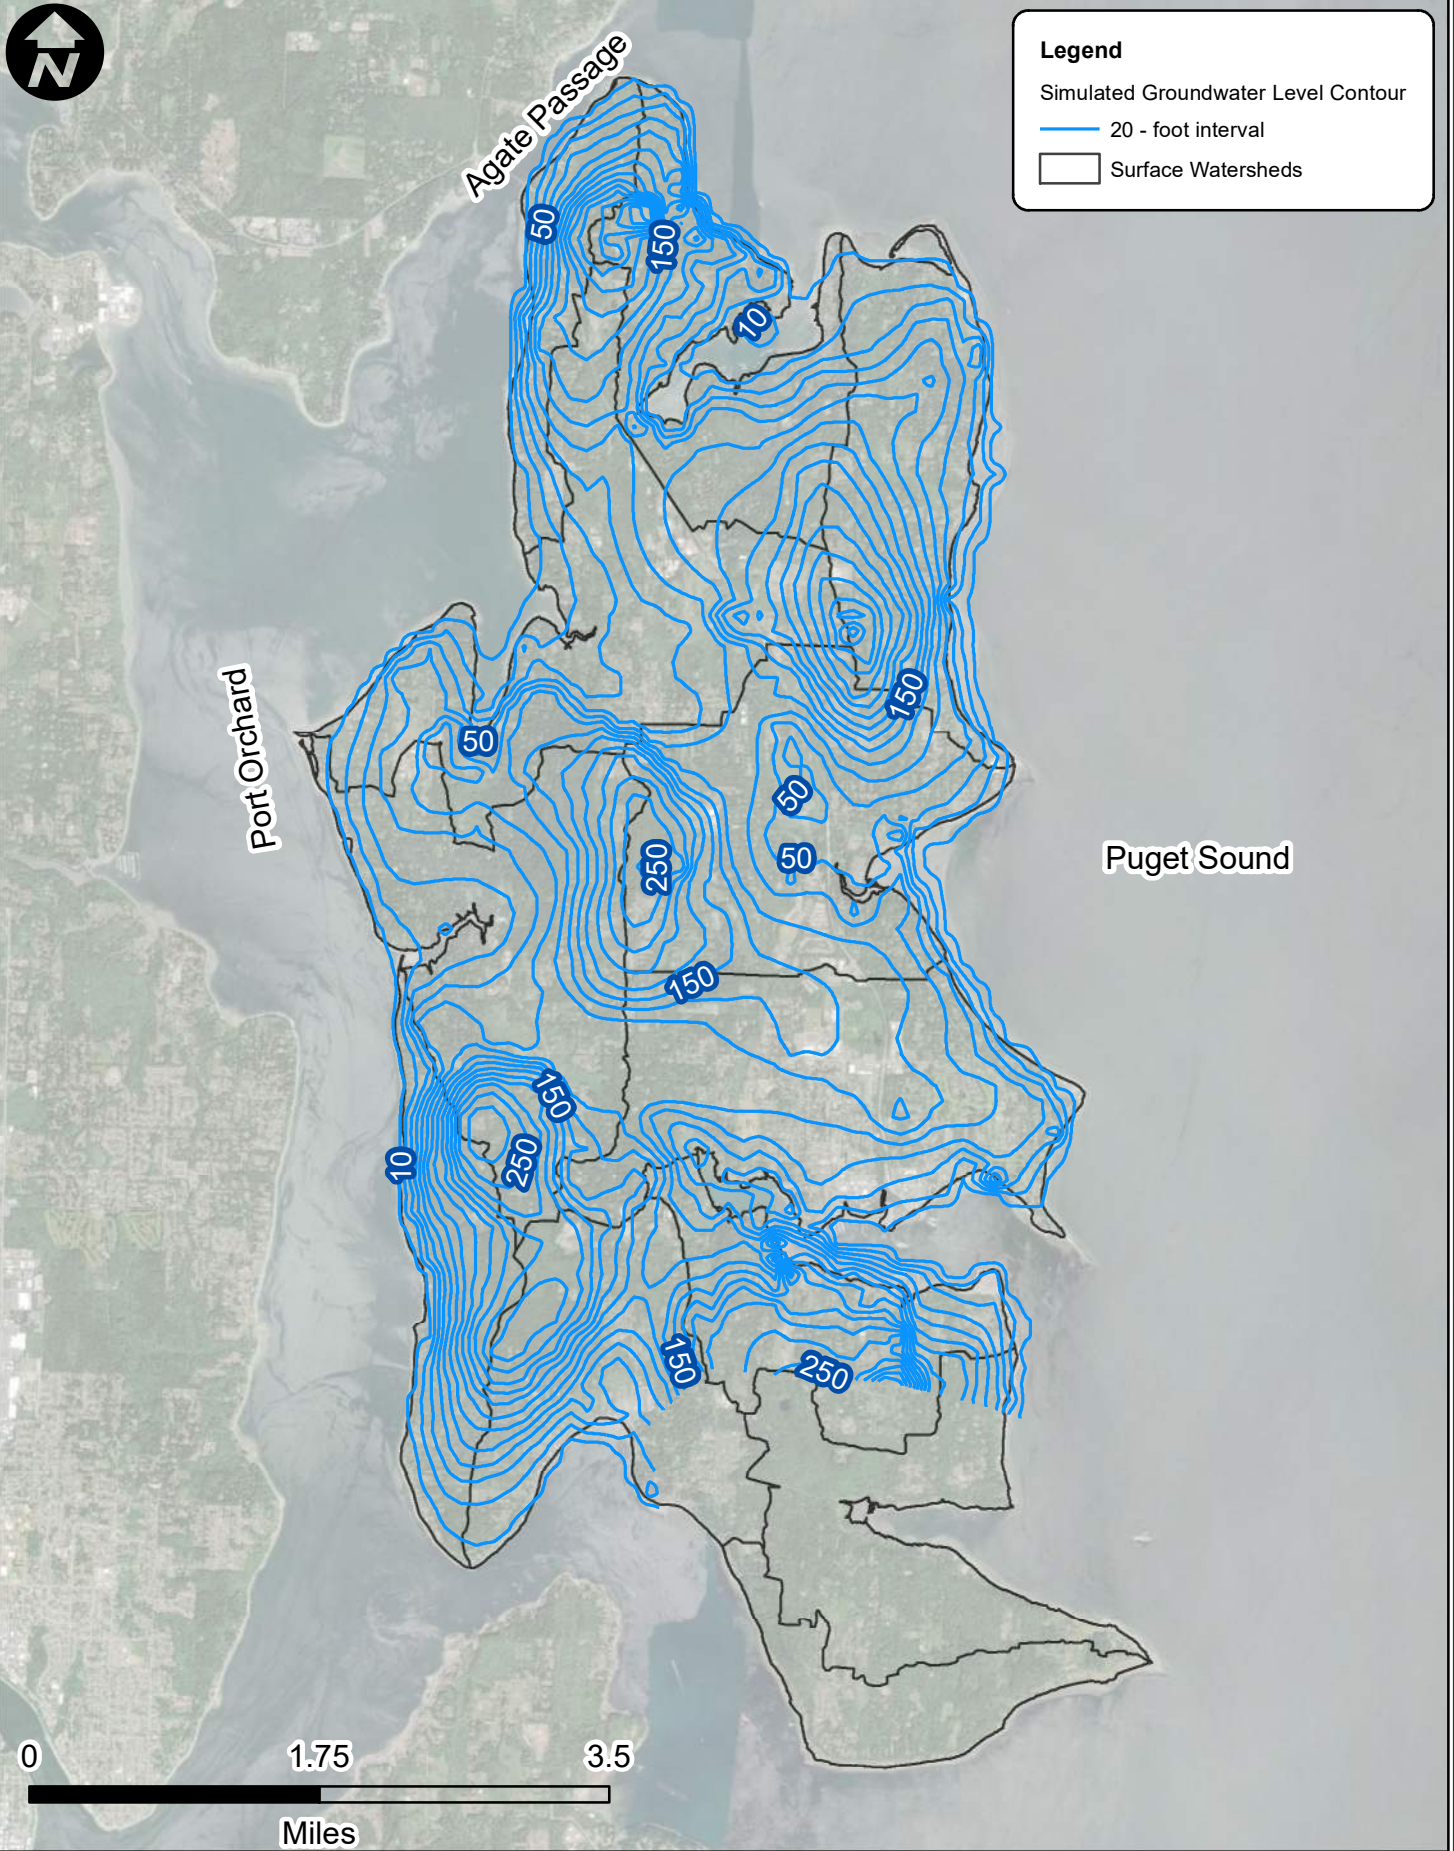 N
Legend
Simulated Groundwater Level Contour
20 - foot interval
Surface Watersheds
Agate Passage
50
150
10
150
Port Orchard
50
50
50
250
Puget Sound
150
150
250
10
150
250
0
1.75
3.5
Miles